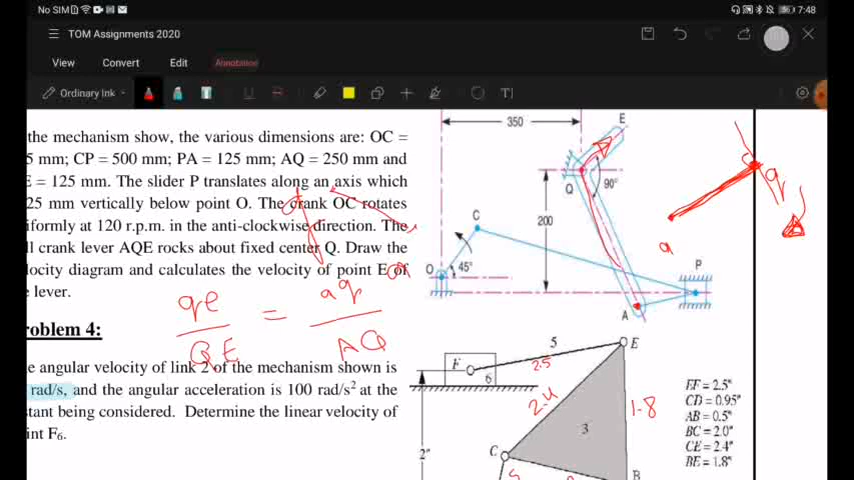 No SIM 7:48
TOM Assignments 2020
View Convert Edit Annotation
Ordinary Ink
the mechanism show, the various dimensions are: OC =
5 mm; CP = 500 mm; PA = 125 mm; AQ = 250 mm and
E = 125 mm. The slider P translates along an axis which
25 mm vertically below point O. The crank OC rotates
iformly at 120 r.p.m. in the anti-clockwise direction. The
ll crank lever AQE rocks about fixed center Q. Draw the
locity diagram and calculates the velocity of point E of
e lever.
350
E
Q
90°
200
C
O
45°
P
A
q
a
q
a
qe = aq
QE AQ
roblem 4:
e angular velocity of link 2 of the mechanism shown is
rad/s, and the angular acceleration is 100 rad/s² at the
stant being considered. Determine the linear velocity of
int F₆.
5
E
F
6
2.5
2.4
1.8
3
2"
C
B
EF = 2.5"
CD = 0.95"
AB = 0.5"
BC = 2.0"
CE = 2.4"
BE = 1.8"